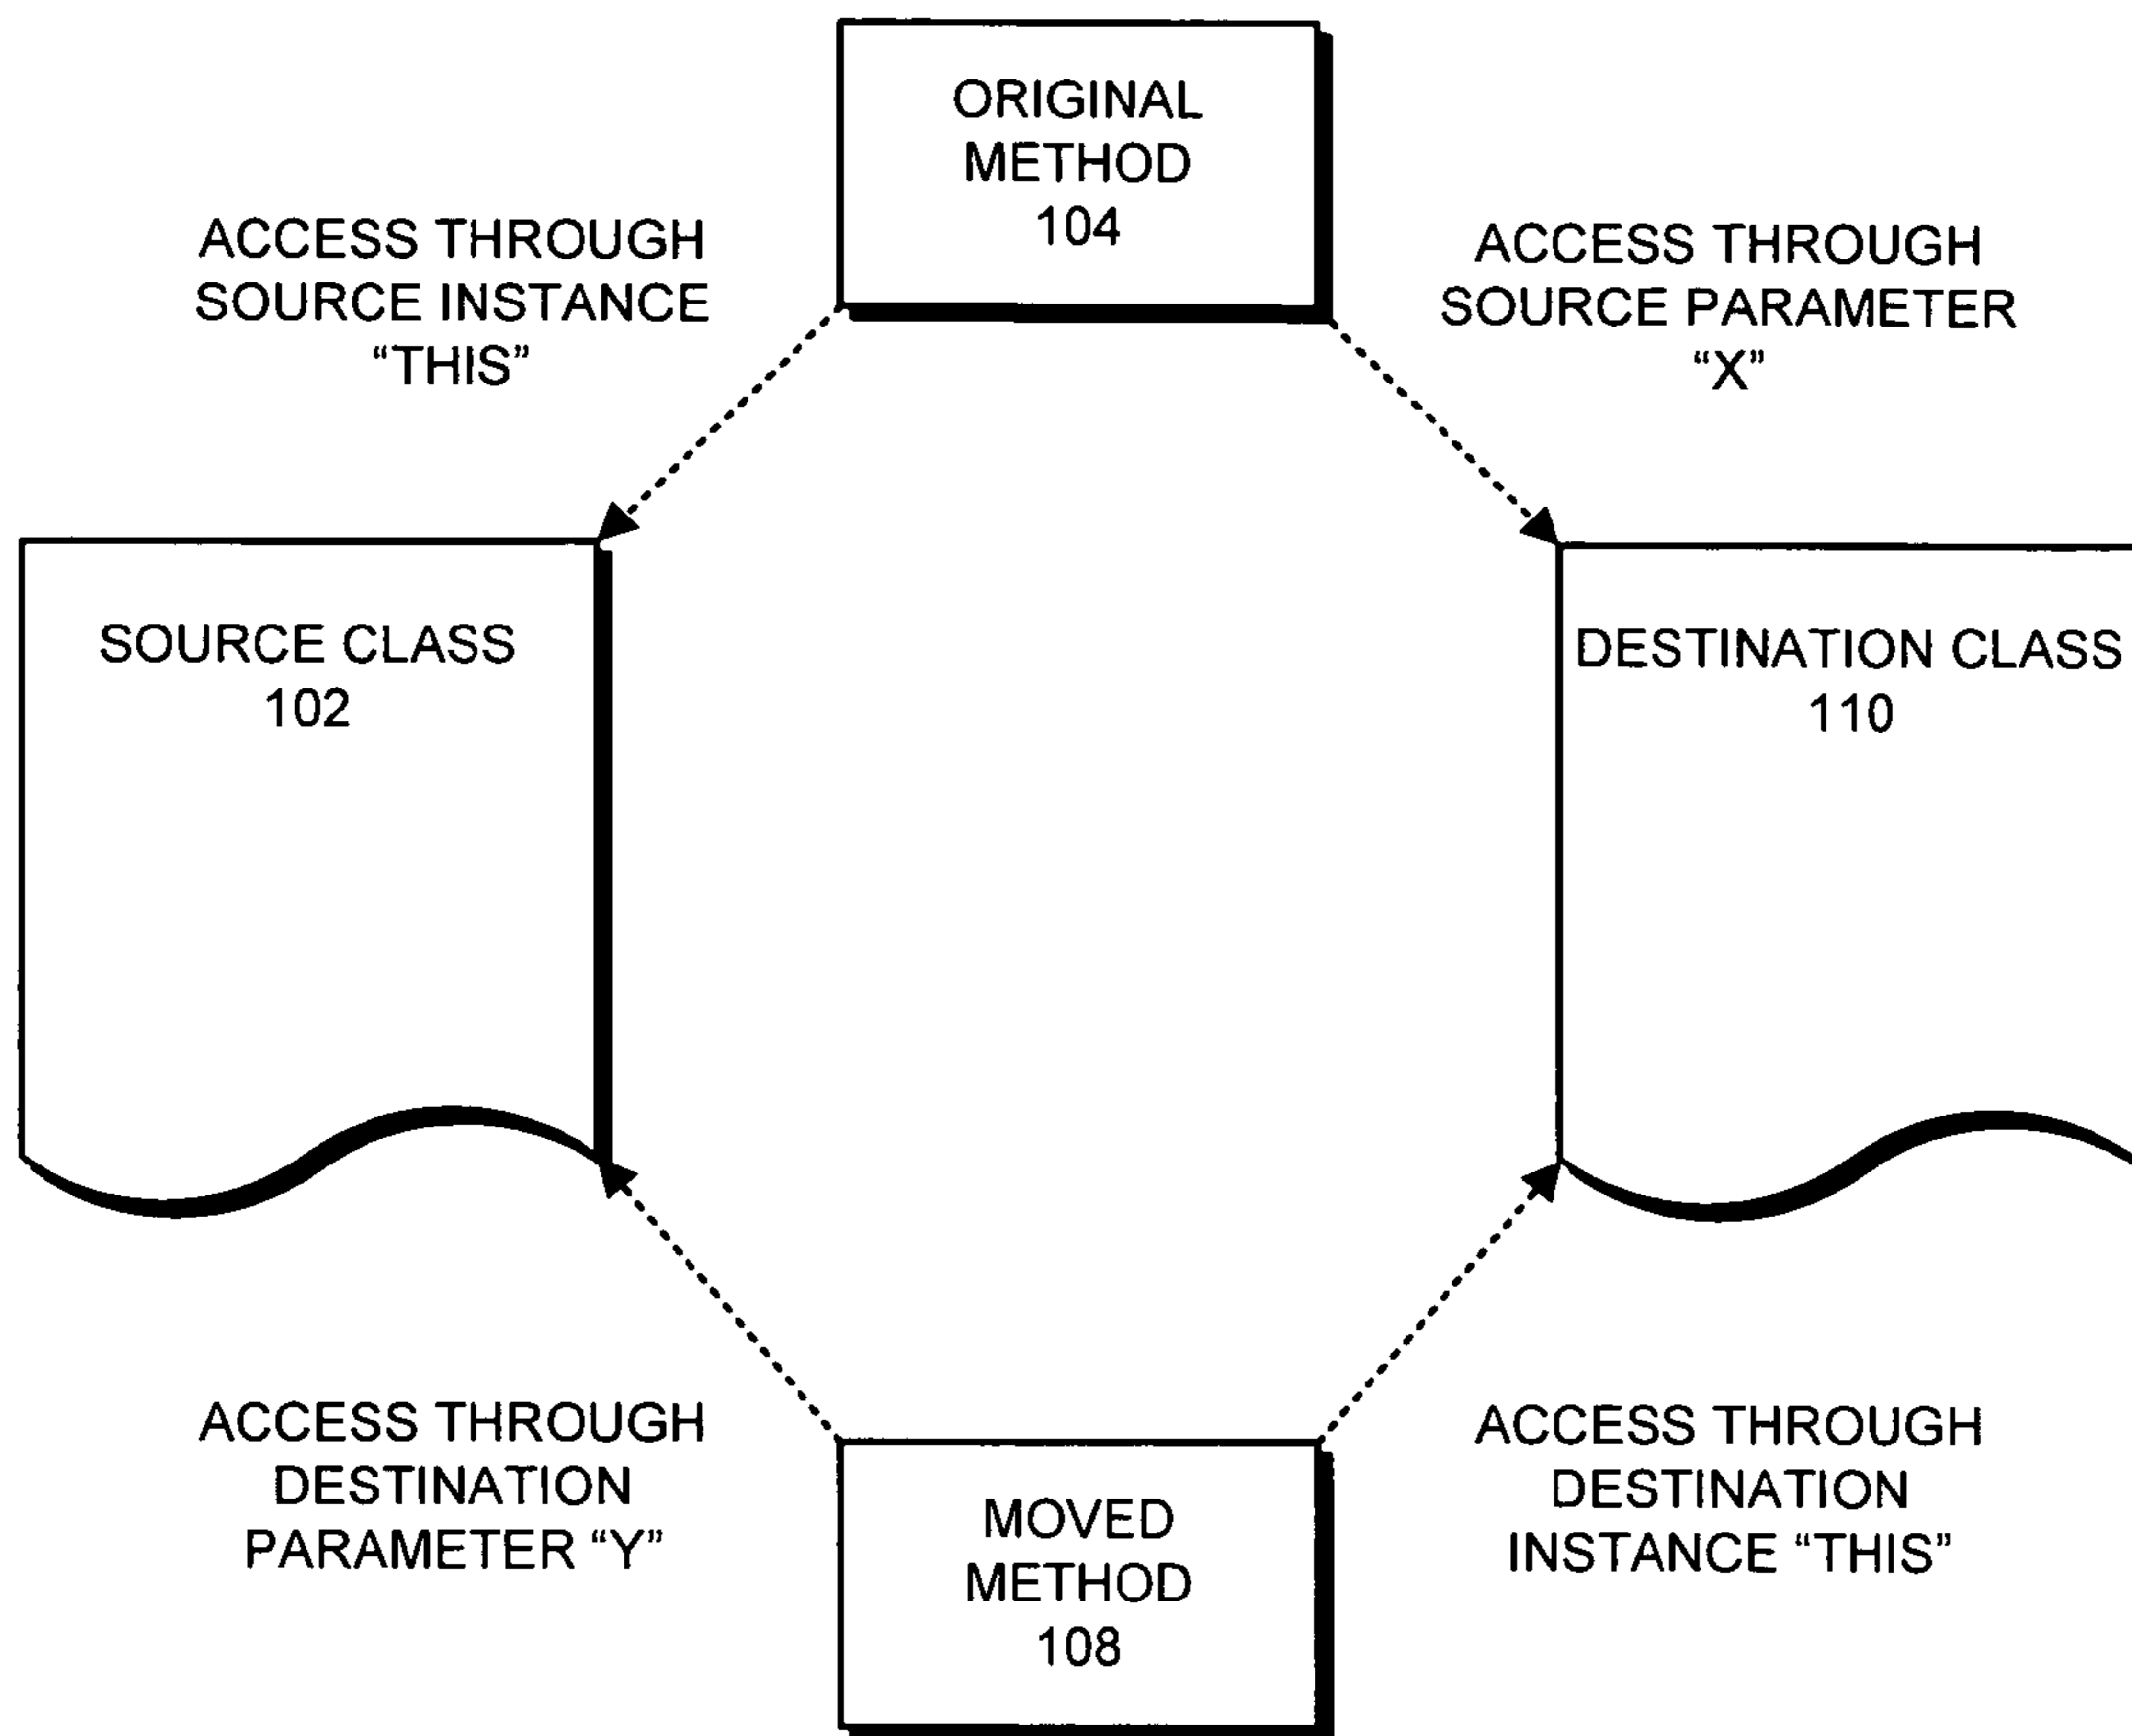 ORIGINAL
METHOD
104
ACCESS THROUGH
SOURCE INSTANCE
“THIS”
ACCESS THROUGH
SOURCE PARAMETER
“X”
SOURCE CLASS
102
DESTINATION CLASS
110
ACCESS THROUGH
DESTINATION
PARAMETER “Y”
MOVED
METHOD
108
ACCESS THROUGH
DESTINATION
INSTANCE “THIS”